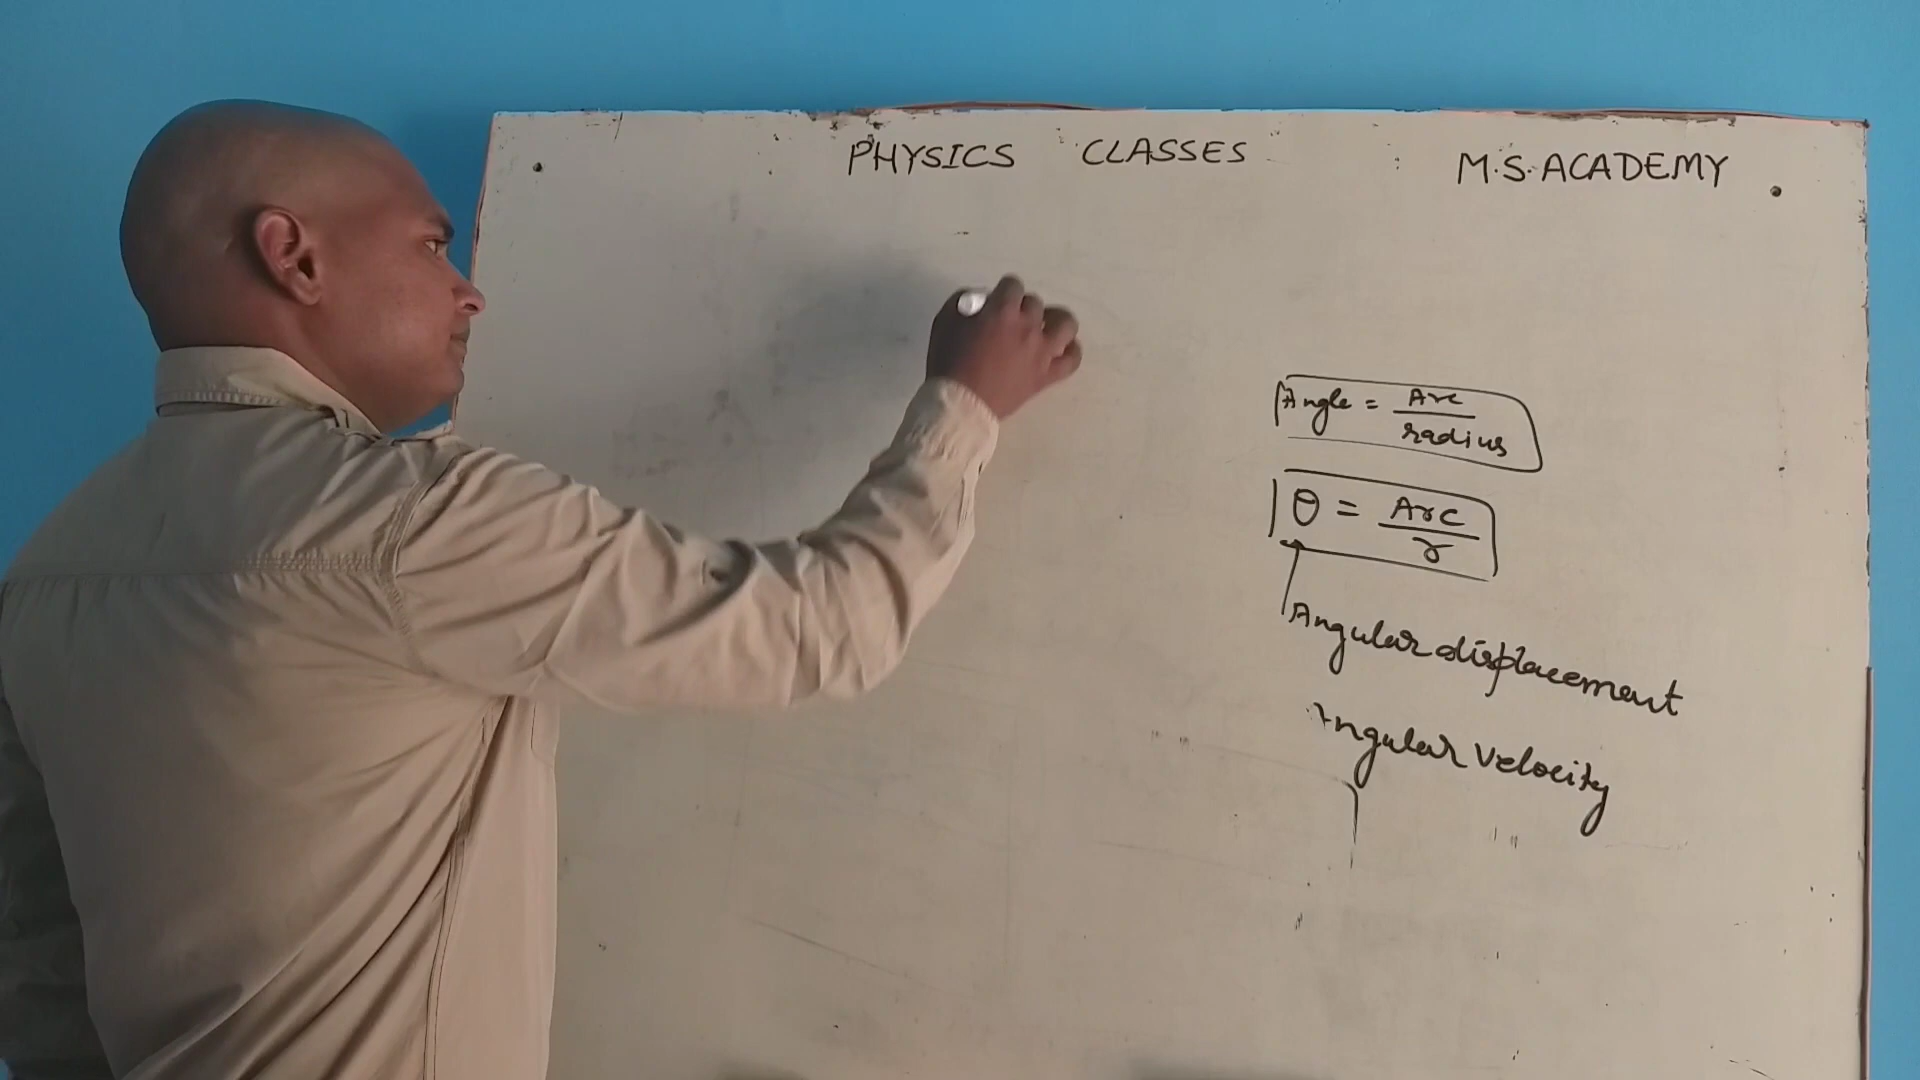 PHYSICS CLASSES M.S. ACADEMY
Angle = Arc / radius
θ = Arc / r
Angular displacement
Angular velocity